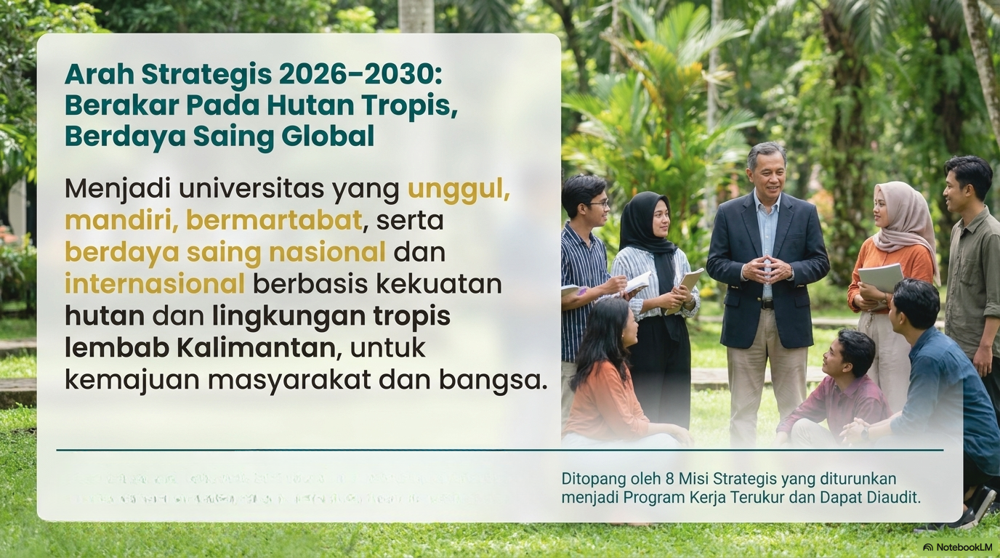 Arah Strategis 2026–2030:
Berakar Pada Hutan Tropis,
Berdaya Saing Global
Menjadi universitas yang unggul,
mandiri, bermartabat, serta
berdaya saing nasional dan
internasional berbasis kekuatan
hutan dan lingkungan tropis
lembab Kalimantan, untuk
kemajuan masyarakat dan bangsa.
Ditopang oleh 8 Misi Strategis yang diturunkan
menjadi Program Kerja Terukur dan Dapat Diaudit.
NotebookLM